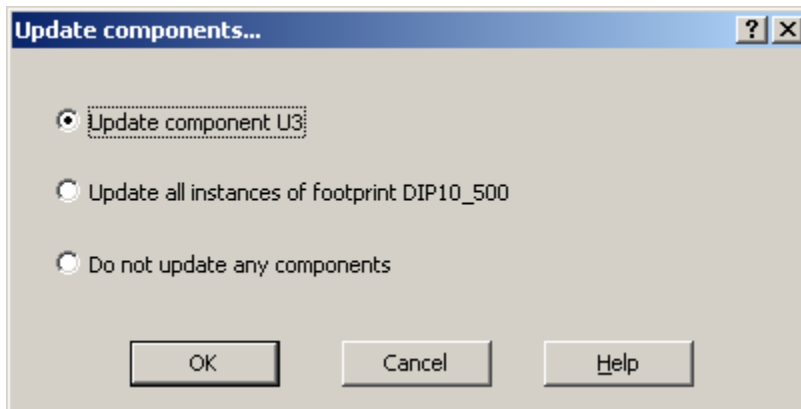 Update components...
Update component U3
Update all instances of footprint DIP10_500
Do not update any components
OK Cancel Help